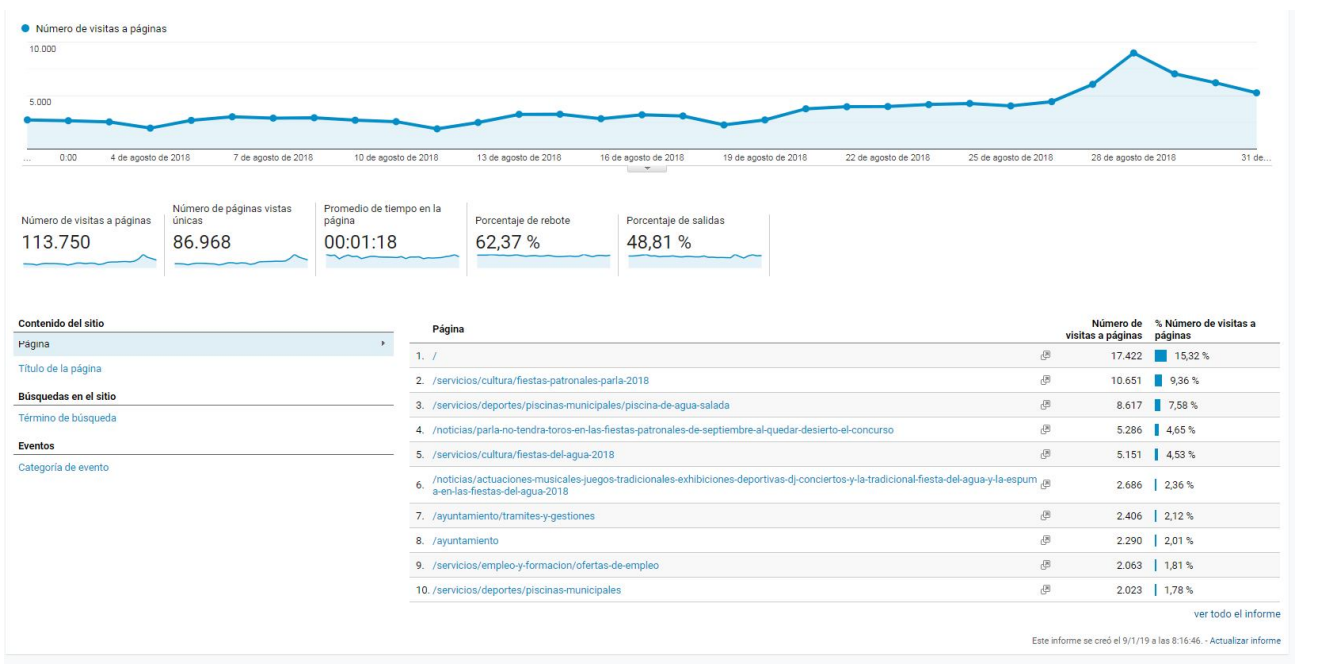 Número de visitas a páginas
10.000
5.000
... 0:00 4 de agosto de 2018 7 de agosto de 2018 10 de agosto de 2018 13 de agosto de 2018 16 de agosto de 2018 19 de agosto de 2018 22 de agosto de 2018 25 de agosto de 2018 28 de agosto de 2018 31 de...
Número de visitas a páginas
113.750
Número de páginas vistas
únicas
86.968
Promedio de tiempo en la
página
00:01:18
Porcentaje de rebote
62,37 %
Porcentaje de salidas
48,81 %
Contenido del sitio
Página
Título de la página
Búsquedas en el sitio
Término de búsqueda
Eventos
Categoría de evento
Página
Número de
visitas a páginas
% Número de visitas a
páginas
1. / 17.422 15,32 %
2. /servicios/cultura/fiestas-patronales-parla-2018 10.651 9,36 %
3. /servicios/deportes/piscinas-municipales/piscina-de-agua-salada 8.617 7,58 %
4. /noticias/parla-no-tendra-toros-en-las-fiestas-patronales-de-septiembre-al-quedar-desierto-el-concurso 5.286 4,65 %
5. /servicios/cultura/fiestas-del-agua-2018 5.151 4,53 %
6. /noticias/actuaciones-musicales-juegos-tradicionales-exhibiciones-deportivas-dj-conciertos-y-la-tradicional-fiesta-del-agua-y-la-espum
a-en-las-fiestas-del-agua-2018 2.686 2,36 %
7. /ayuntamiento/tramites-y-gestiones 2.406 2,12 %
8. /ayuntamiento 2.290 2,01 %
9. /servicios/empleo-y-formacion/ofertas-de-empleo 2.063 1,81 %
10. /servicios/deportes/piscinas-municipales 2.023 1,78 %
ver todo el informe
Este informe se creó el 9/1/19 a las 8:16:46. - Actualizar informe